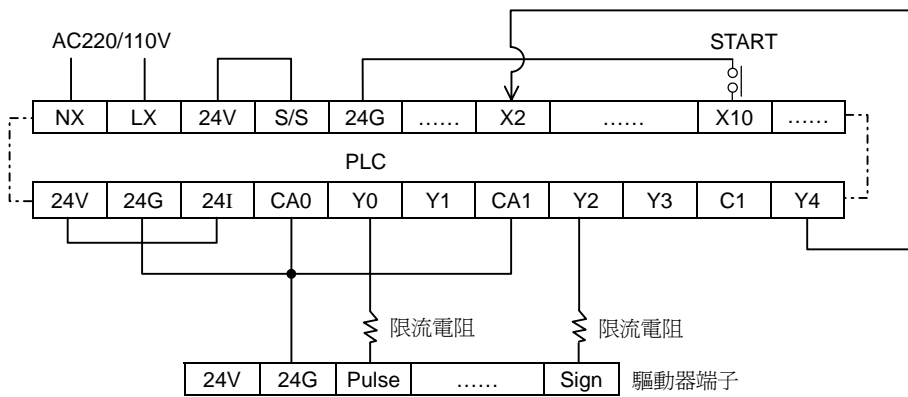 AC220/110V
START
NX LX 24V S/S 24G ...... X2 ...... X10 ......
PLC
24V 24G 24I CA0 Y0 Y1 CA1 Y2 Y3 C1 Y4
限流電阻 限流電阻
24V 24G Pulse ...... Sign 驅動器端子